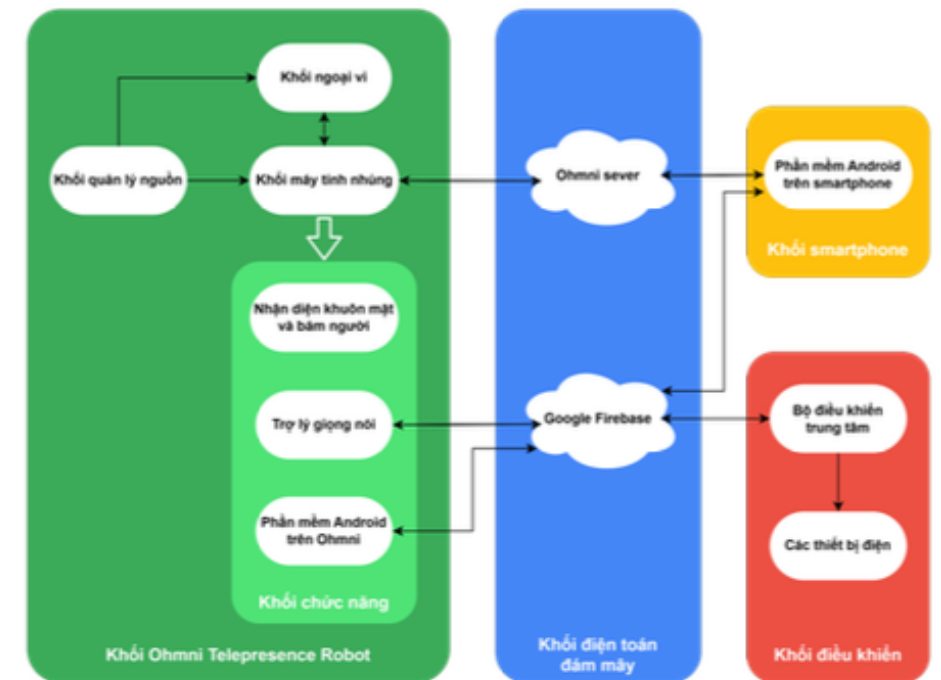 Khối ngoại vi
Khối quản lý nguồn
Khối máy tính nhúng
Nhận diện khuôn mặt
và bám người
Trợ lý giọng nói
Phần mềm Android
trên Ohmni
Khối chức năng
Khối Ohmni Telepresence Robot
Ohmni sever
Google Firebase
Khối điện toán
đám mây
Phần mềm Android
trên smartphone
Khối smartphone
Bộ điều khiển
trung tâm
Các thiết bị điện
Khối điều khiển